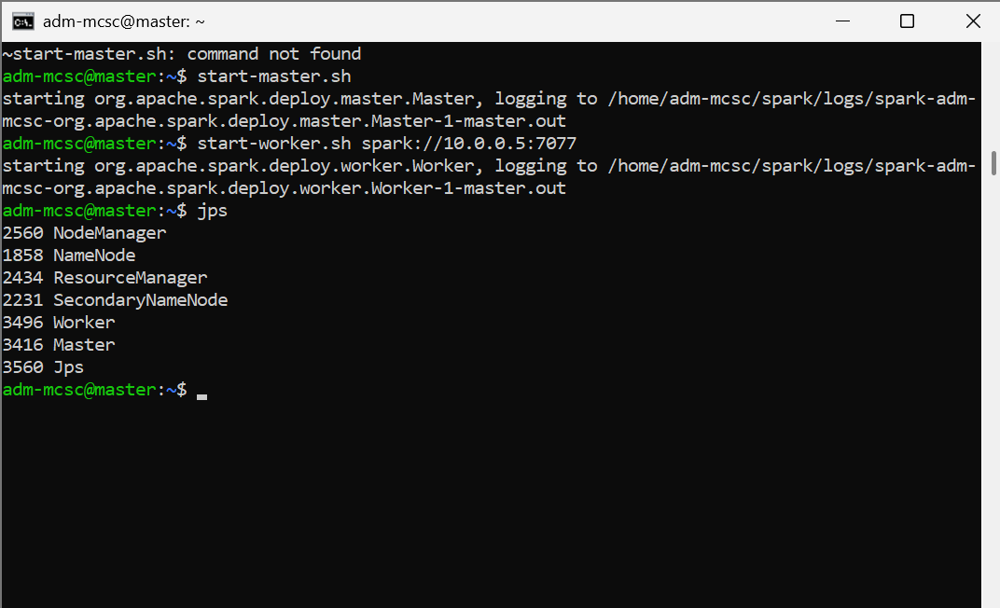 adm-mcsc@master: ~
~start-master.sh: command not found
adm-mcsc@master:~$ start-master.sh
starting org.apache.spark.deploy.master.Master, logging to /home/adm-mcsc/spark/logs/spark-adm-
mcsc-org.apache.spark.deploy.master.Master-1-master.out
adm-mcsc@master:~$ start-worker.sh spark://10.0.0.5:7077
starting org.apache.spark.deploy.worker.Worker, logging to /home/adm-mcsc/spark/logs/spark-adm-
mcsc-org.apache.spark.deploy.worker.Worker-1-master.out
adm-mcsc@master:~$ jps
2560 NodeManager
1858 NameNode
2434 ResourceManager
2231 SecondaryNameNode
3496 Worker
3416 Master
3560 Jps
adm-mcsc@master:~$